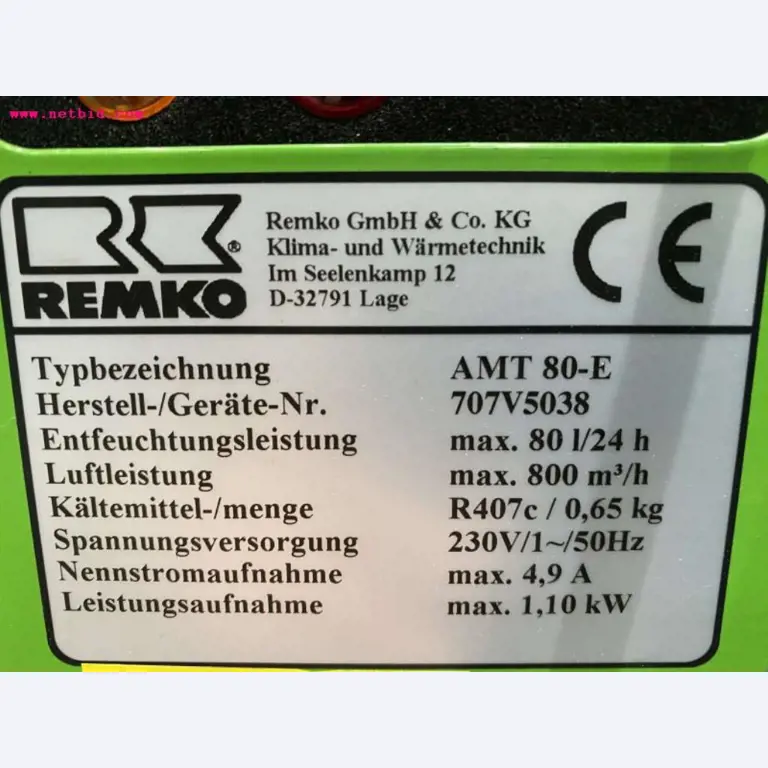 www.netbid.com
Remko GmbH & Co. KG
Klima- und Wärmetechnik
Im Seelenkamp 12
D-32791 Lage
® REMKO
CE
Typbezeichnung AMT 80-E
Herstell-/Geräte-Nr. 707V5038
Entfeuchtungsleistung max. 80 l/24 h
Luftleistung max. 800 m³/h
Kältemittel-/menge R407c / 0,65 kg
Spannungsversorgung 230V/1~/50Hz
Nennstromaufnahme max. 4,9 A
Leistungsaufnahme max. 1,10 kW